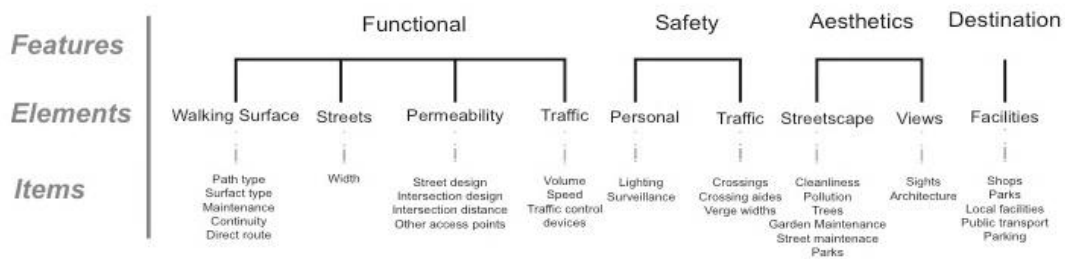 Features
Functional Safety Aesthetics Destination
Elements
Walking Surface Streets Permeability Traffic Personal Traffic Streetscape Views Facilities
Items
Path type
Surfact type
Maintenance
Continuity
Direct route
Width
Street design
Intersection design
Intersection distance
Other access points
Volume
Speed
Traffic control
devices
Lighting
Surveillance
Crossings
Crossing aides
Verge widths
Cleanliness
Pollution
Trees
Garden Maintenance
Street maintenace
Parks
Sights
Architecture
Shops
Parks
Local facilities
Public transport
Parking